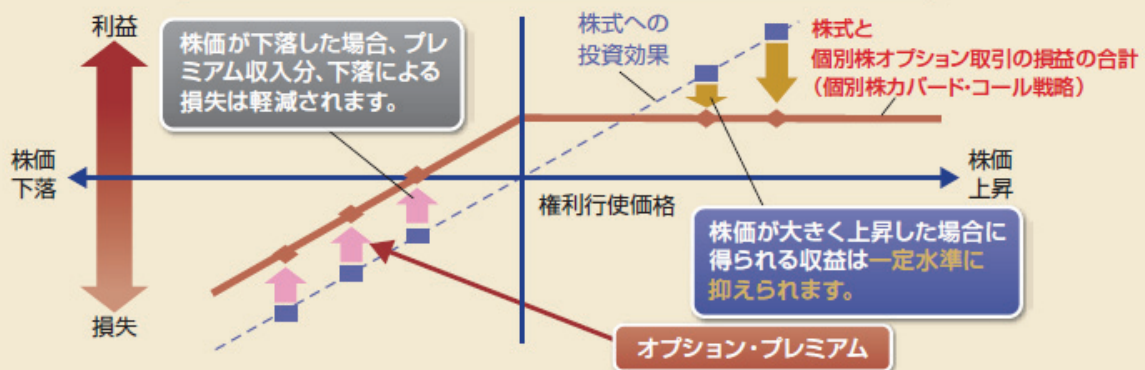 利益
株価が下落した場合、プレ
ミアム収入分、下落による
損失は軽減されます。
株式への
投資効果
株式と
個別株オプション取引の損益の合計
（個別株カバード・コール戦略）
株価
下落
株価
上昇
権利行使価格
株価が大きく上昇した場合に
得られる収益は一定水準に
抑えられます。
損失
オプション・プレミアム